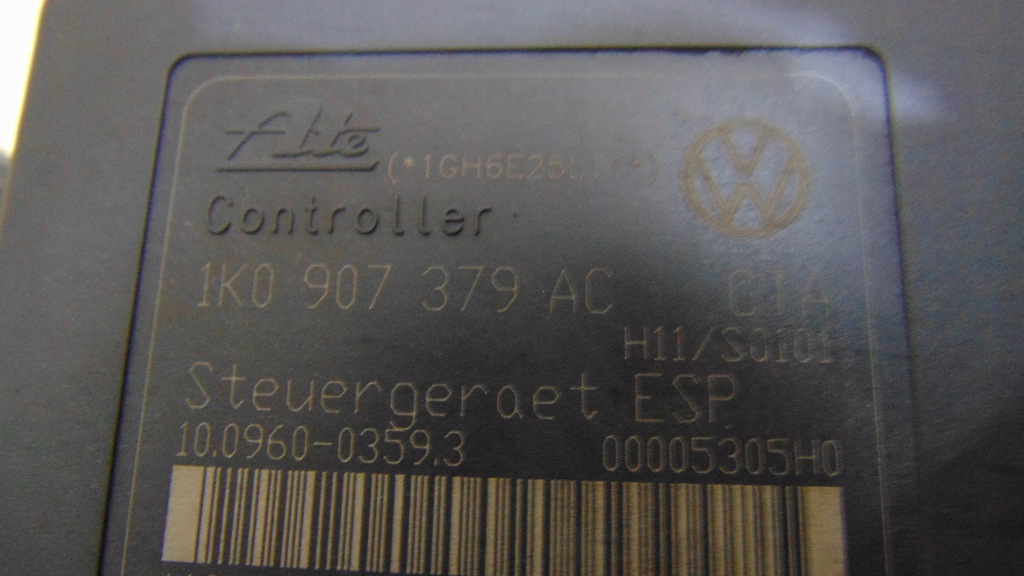 Ate
Controller
1K0 907 379 AC
H11/S0101
Steuergeraet ESP
10.0960-0359.3 00005305H0